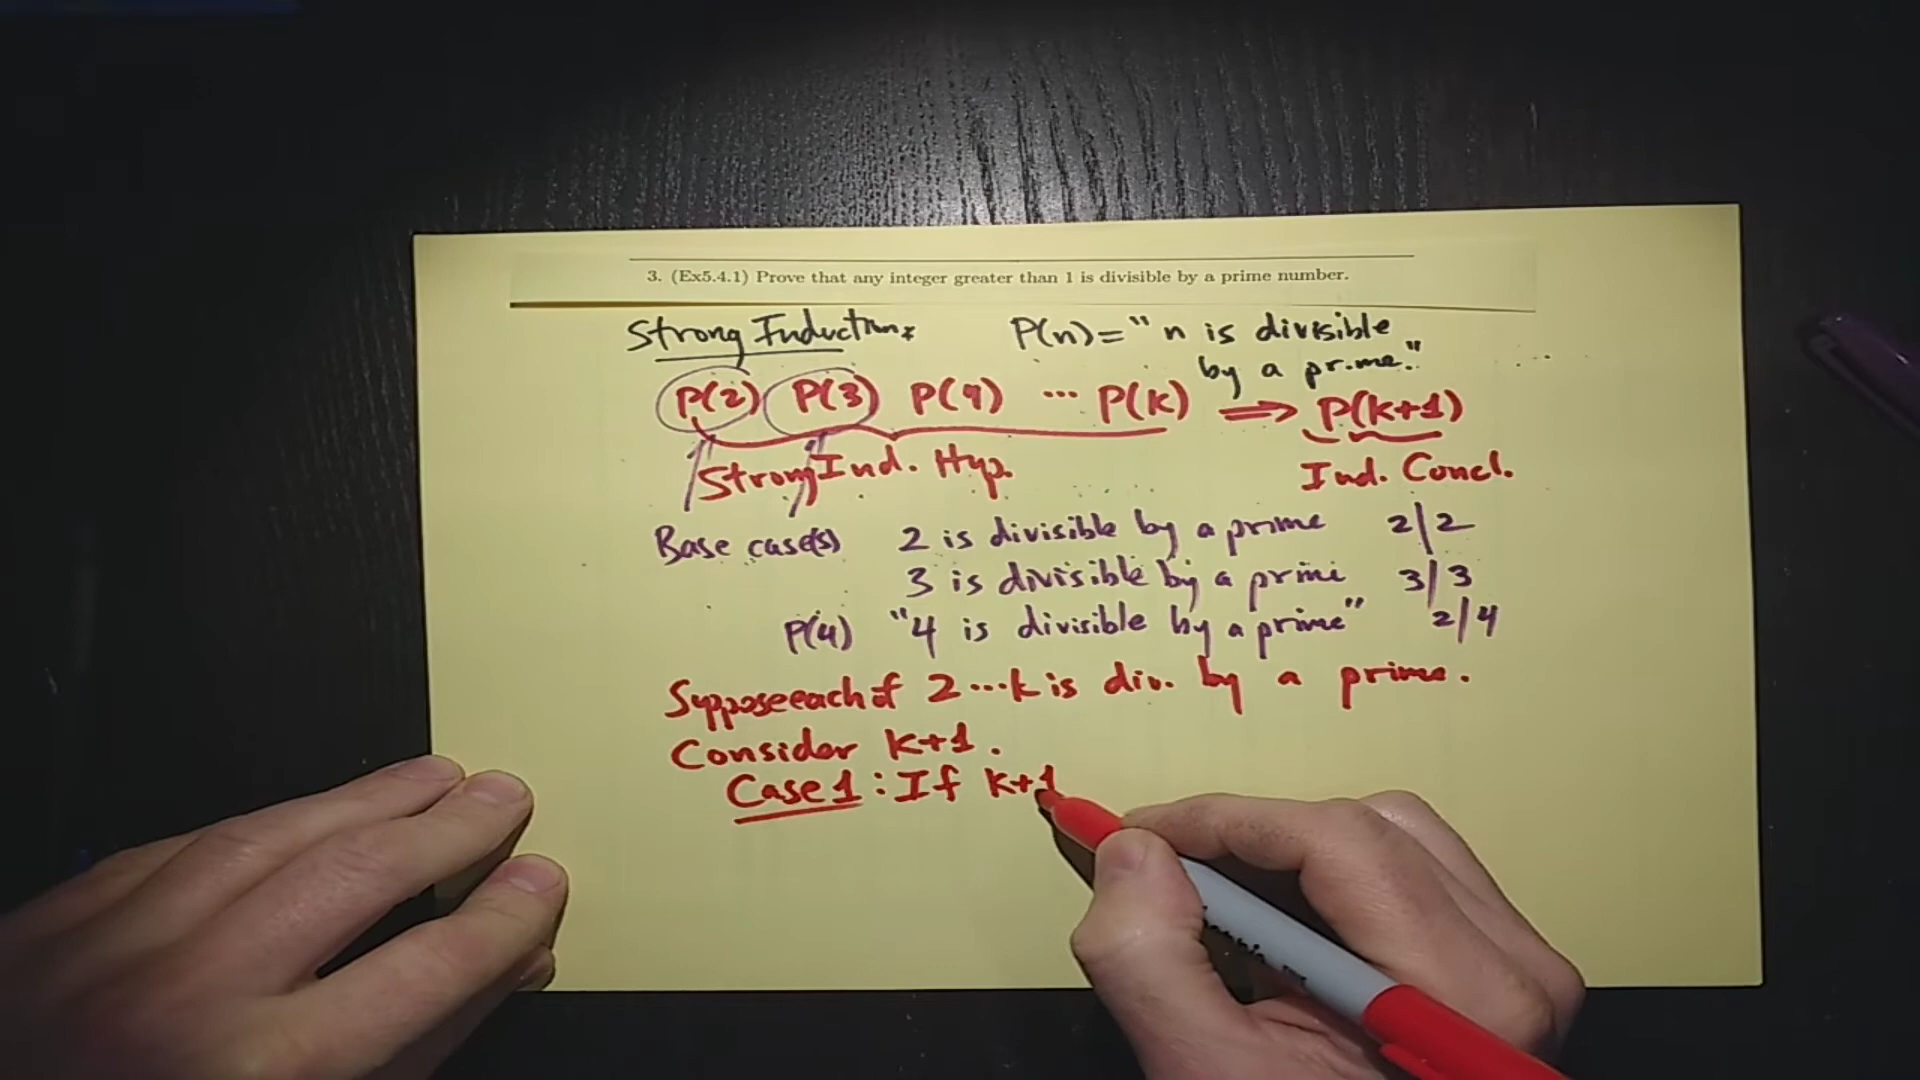 3. (Ex5.4.1) Prove that any integer greater than 1 is divisible by a prime number.
Strong Induction: P(n)= "n is divisible
by a prime."
P(2) P(3) P(4) ... P(k) ⟹ P(k+1)
Strong Ind. Hyp. Ind. Concl.
Base case(s) 2 is divisible by a prime 2|2
3 is divisible by a prime 3|3
P(4) "4 is divisible by a prime" 2|4
Suppose each of 2...k is div. by a prime.
Consider k+1.
Case 1: If k+1